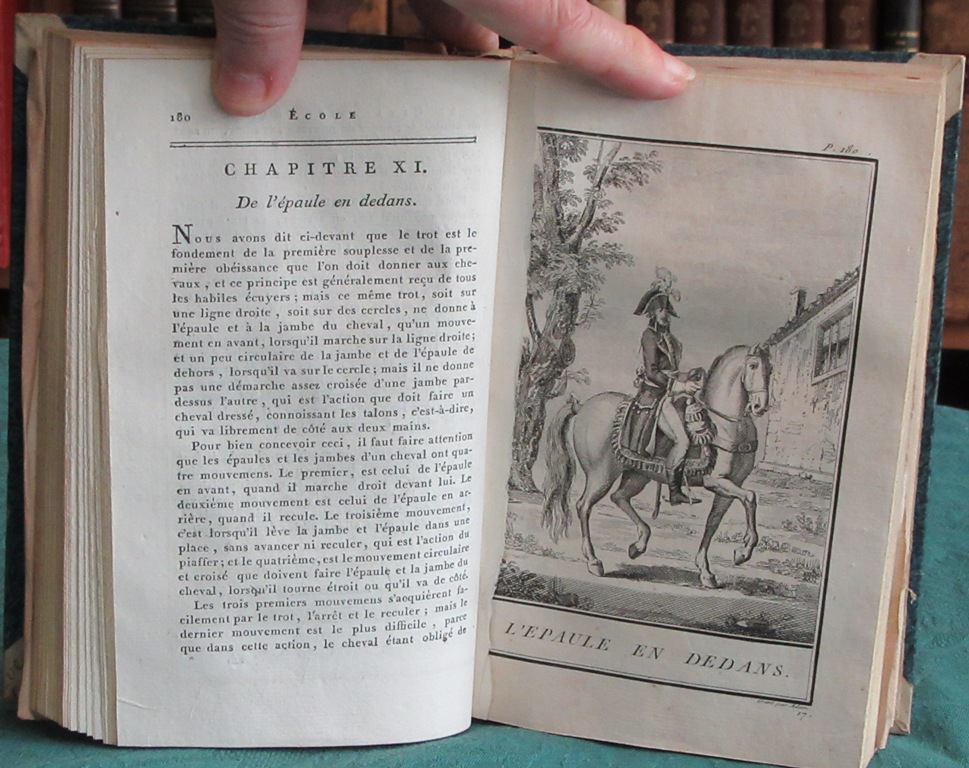 180 ÉCOLE
CHAPITRE XI.
De l'épaule en dedans.
Nous avons dit ci-devant que le trot est le
fondement de la première souplesse et de la pre-
mière obéissance que l'on doit donner aux che-
vaux, et ce principe est généralement reçu de tous
les habiles écuyers; mais ce même trot, soit sur
une ligne droite, soit sur des cercles, ne donne à
l'épaule et à la jambe du cheval, qu'un mouve-
ment en avant, lorsqu'il marche sur la ligne droite;
et un peu circulaire de la jambe et de l'épaule de
dehors, lorsqu'il va sur le cercle; mais il ne donne
pas une démarche assez croisée d'une jambe par-
dessus l'autre, qui est l'action que doit faire un
cheval dressé, connoissant les talons, c'est-à-dire,
qui va librement de côté aux deux mains.
Pour bien concevoir ceci, il faut faire attention
que les épaules et les jambes d'un cheval ont qua-
tre mouvemens. Le premier, est celui de l'épaule
en avant, quand il marche droit devant lui. Le
deuxième mouvement est celui de l'épaule en ar-
rière, quand il recule. Le troisième mouvement,
c'est lorsqu'il lève la jambe et l'épaule dans une
place, sans avancer ni reculer, qui est l'action du
piaffer; et le quatrième, est le mouvement circulaire
et croisé que doivent faire l'épaule et la jambe du
cheval, lorsqu'il tourne étroit ou qu'il va de côté.
Les trois premiers mouvemens s'acquièrent fa-
cilement par le trot, l'arrêt et le reculer; mais le
dernier mouvement est le plus difficile, parce
que dans cette action, le cheval étant obligé de
P. 180.
L'EPAULE EN DEDANS.
17.